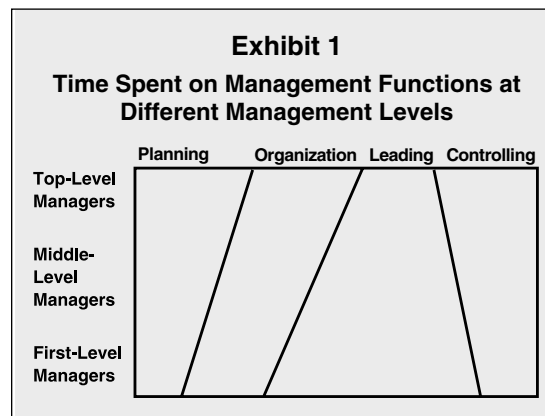 Exhibit 1
Time Spent on Management Functions at
Different Management Levels
Planning Organization Leading Controlling
Top-Level
Managers
Middle-
Level
Managers
First-Level
Managers